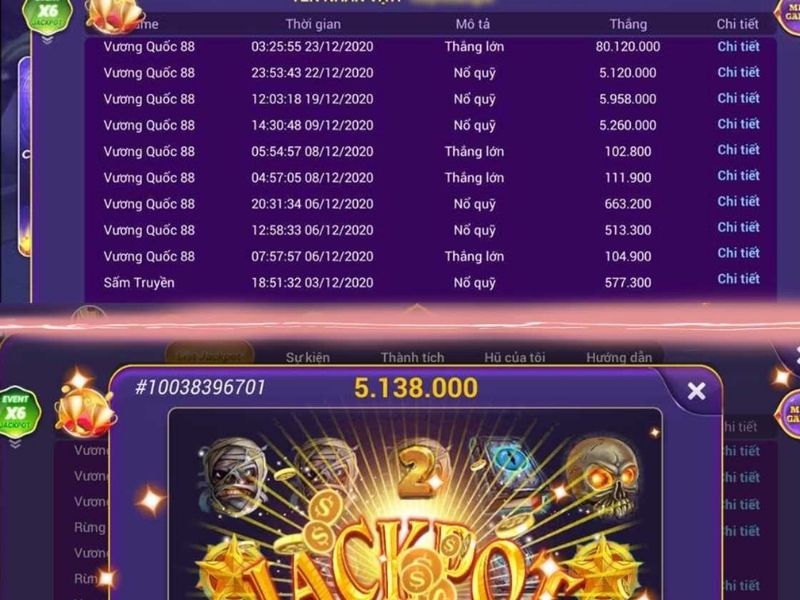 EVENT
X6
JACKPOT
Thời gian Mô tả Thắng Chi tiết
Vương Quốc 88 03:25:55 23/12/2020 Thắng lớn 80.120.000 Chi tiết
Vương Quốc 88 23:53:43 22/12/2020 Nổ quỹ 5.120.000 Chi tiết
Vương Quốc 88 12:03:18 19/12/2020 Nổ quỹ 5.958.000 Chi tiết
Vương Quốc 88 14:30:48 09/12/2020 Nổ quỹ 5.260.000 Chi tiết
Vương Quốc 88 05:54:57 08/12/2020 Thắng lớn 102.800 Chi tiết
Vương Quốc 88 04:57:05 08/12/2020 Thắng lớn 111.900 Chi tiết
Vương Quốc 88 20:31:34 06/12/2020 Nổ quỹ 663.200 Chi tiết
Vương Quốc 88 12:58:33 06/12/2020 Nổ quỹ 513.300 Chi tiết
Vương Quốc 88 07:57:57 06/12/2020 Thắng lớn 104.900 Chi tiết
Sấm Truyền 18:51:32 03/12/2020 Nổ quỹ 577.300 Chi tiết
List Jackpot Sự kiện Thành tích Hũ của tôi Hướng dẫn
#10038396701 5.138.000
EVENT
X6
JACKPOT
2
JACKPOT
Rừng